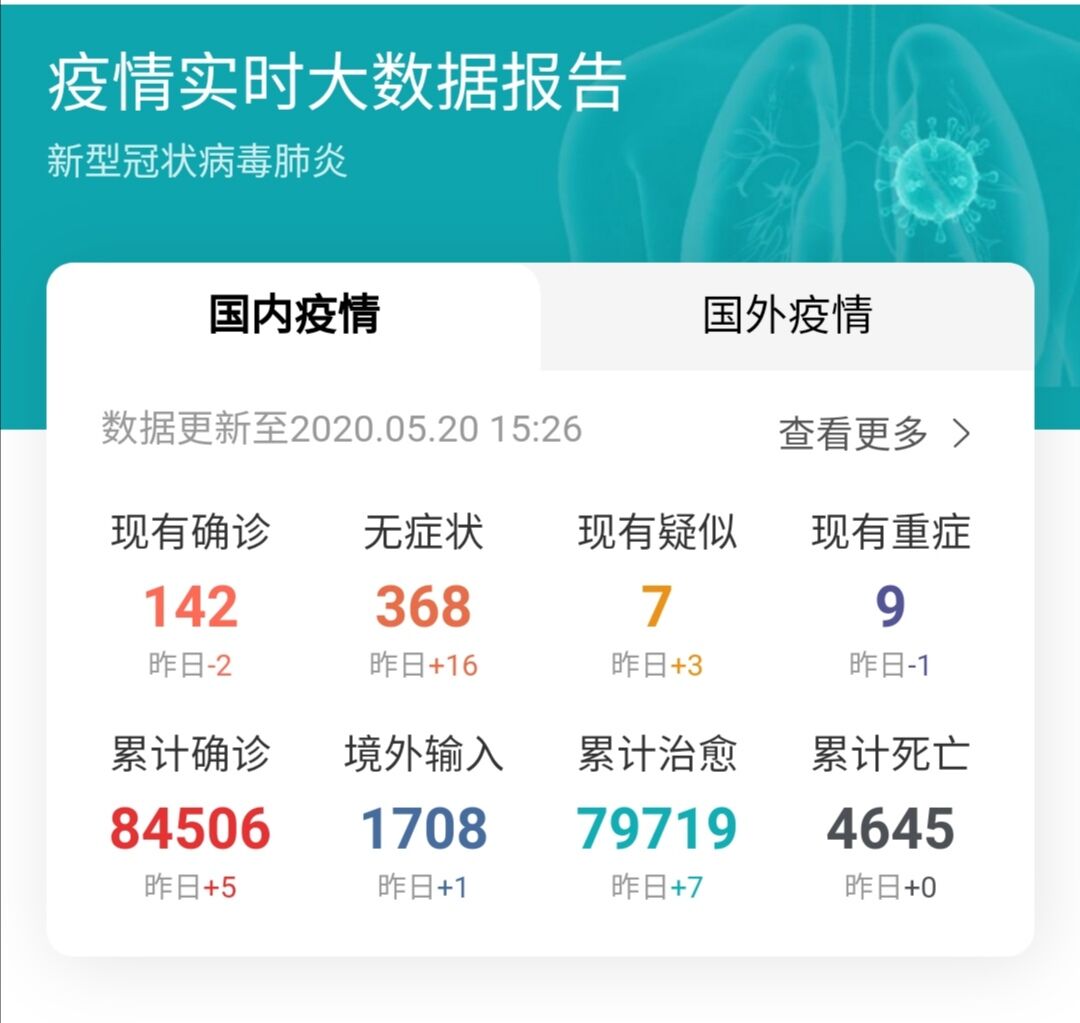 疫情实时大数据报告
新型冠状病毒肺炎
国内疫情 国外疫情
数据更新至2020.05.20 15:26 查看更多 >
现有确诊 无症状 现有疑似 现有重症
142 368 7 9
昨日-2 昨日+16 昨日+3 昨日-1
累计确诊 境外输入 累计治愈 累计死亡
84506 1708 79719 4645
昨日+5 昨日+1 昨日+7 昨日+0